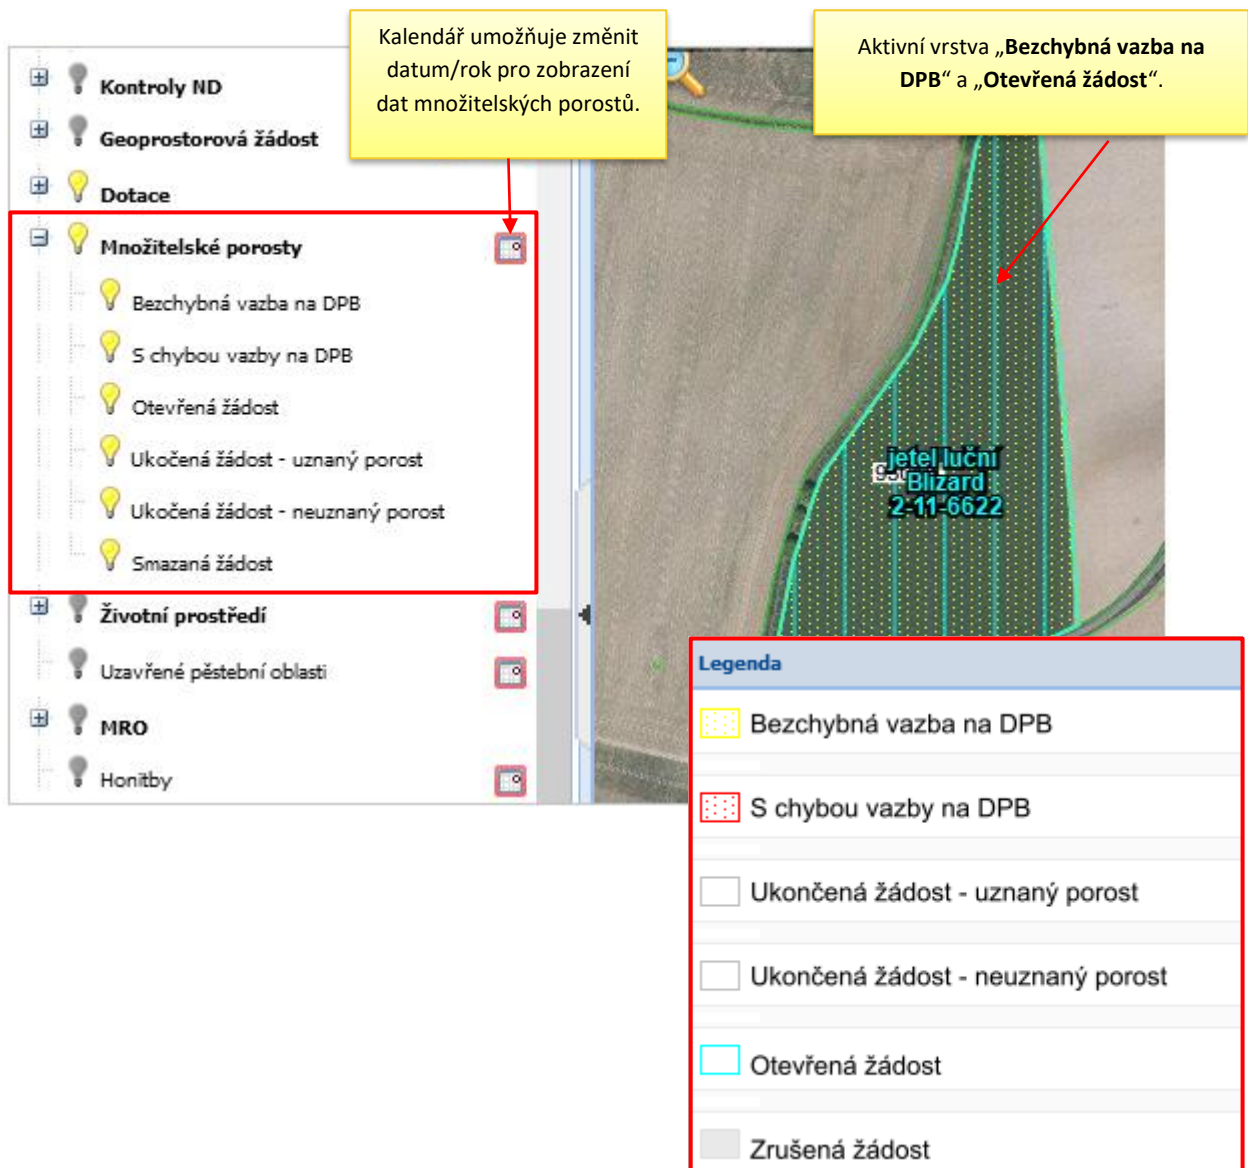 Kalendář umožňuje změnit
datum/rok pro zobrazení
dat množitelských porostů.
Aktivní vrstva „Bezchybná vazba na
DPB“ a „Otevřená žádost“.
Kontroly ND
Geoprostorová žádost
Dotace
Množitelské porosty
Bezchybná vazba na DPB
S chybou vazby na DPB
Otevřená žádost
Ukočená žádost - uznaný porost
Ukočená žádost - neuznaný porost
Smazaná žádost
Životní prostředí
Uzavřené pěstební oblasti
MRO
Honitby
jetel luční
Blizard
2-11-6622
Legenda
Bezchybná vazba na DPB
S chybou vazby na DPB
Ukončená žádost - uznaný porost
Ukončená žádost - neuznaný porost
Otevřená žádost
Zrušená žádost